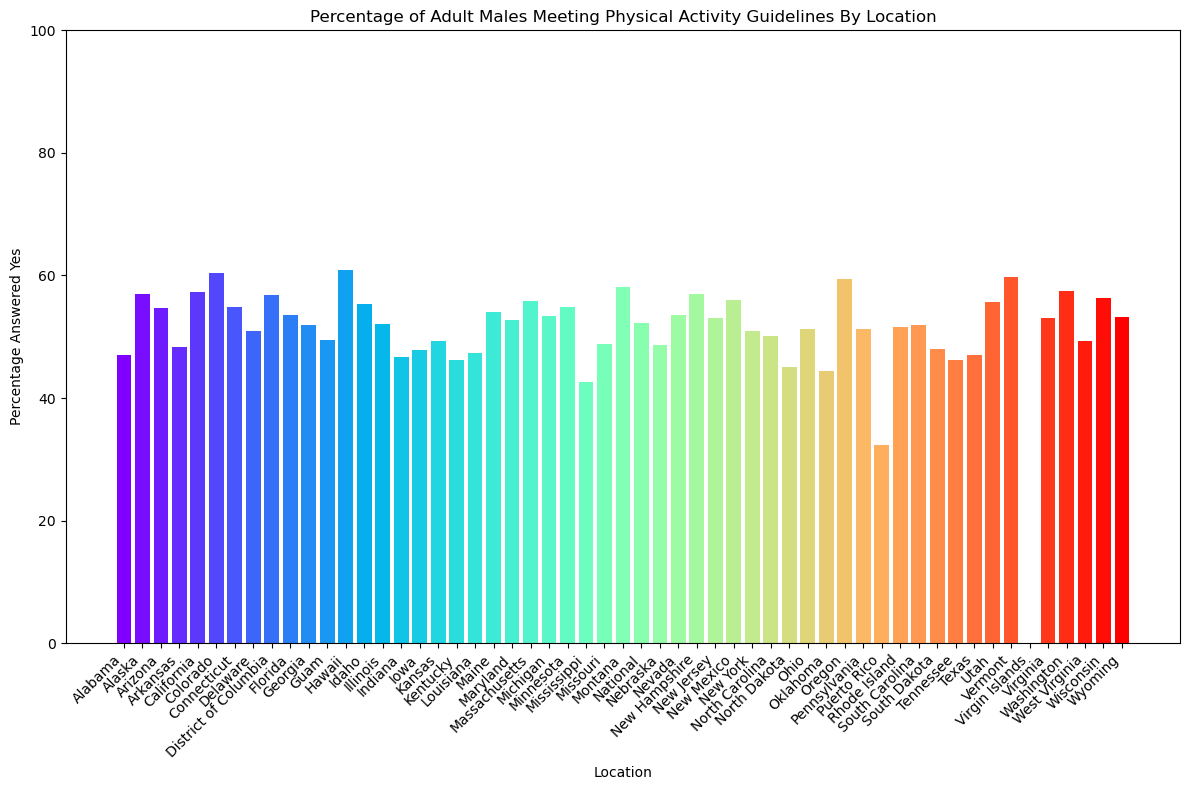 Percentage of Adult Males Meeting Physical Activity Guidelines By Location
Percentage Answered Yes
100
80
60
40
20
0
Alabama
Alaska
Arizona
Arkansas
California
Colorado
Connecticut
Delaware
District of Columbia
Florida
Georgia
Guam
Hawaii
Idaho
Illinois
Indiana
Iowa
Kansas
Kentucky
Louisiana
Maine
Maryland
Massachusetts
Michigan
Minnesota
Mississippi
Missouri
Montana
National
Nebraska
Nevada
New Hampshire
New Jersey
New Mexico
New York
North Carolina
North Dakota
Ohio
Oklahoma
Oregon
Pennsylvania
Puerto Rico
Rhode Island
South Carolina
South Dakota
Tennessee
Texas
Utah
Vermont
Virgin Islands
Virginia
Washington
West Virginia
Wisconsin
Wyoming
Location